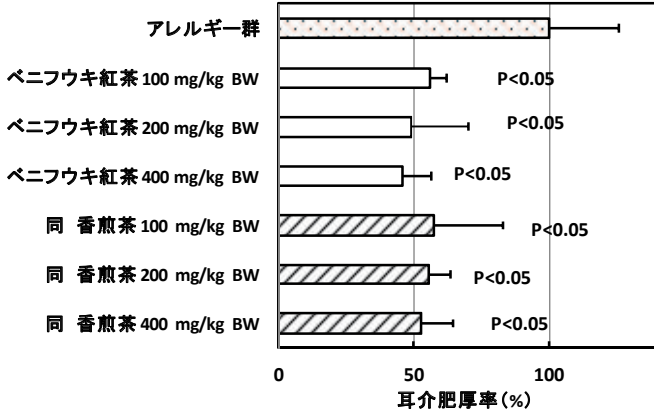 アレルギー群
ベニフウキ紅茶 100 mg/kg BW
P<0.05
ベニフウキ紅茶 200 mg/kg BW
P<0.05
ベニフウキ紅茶 400 mg/kg BW
P<0.05
同 香煎茶 100 mg/kg BW
P<0.05
同 香煎茶 200 mg/kg BW
P<0.05
同 香煎茶 400 mg/kg BW
P<0.05
0 50 100
耳介肥厚率(%)